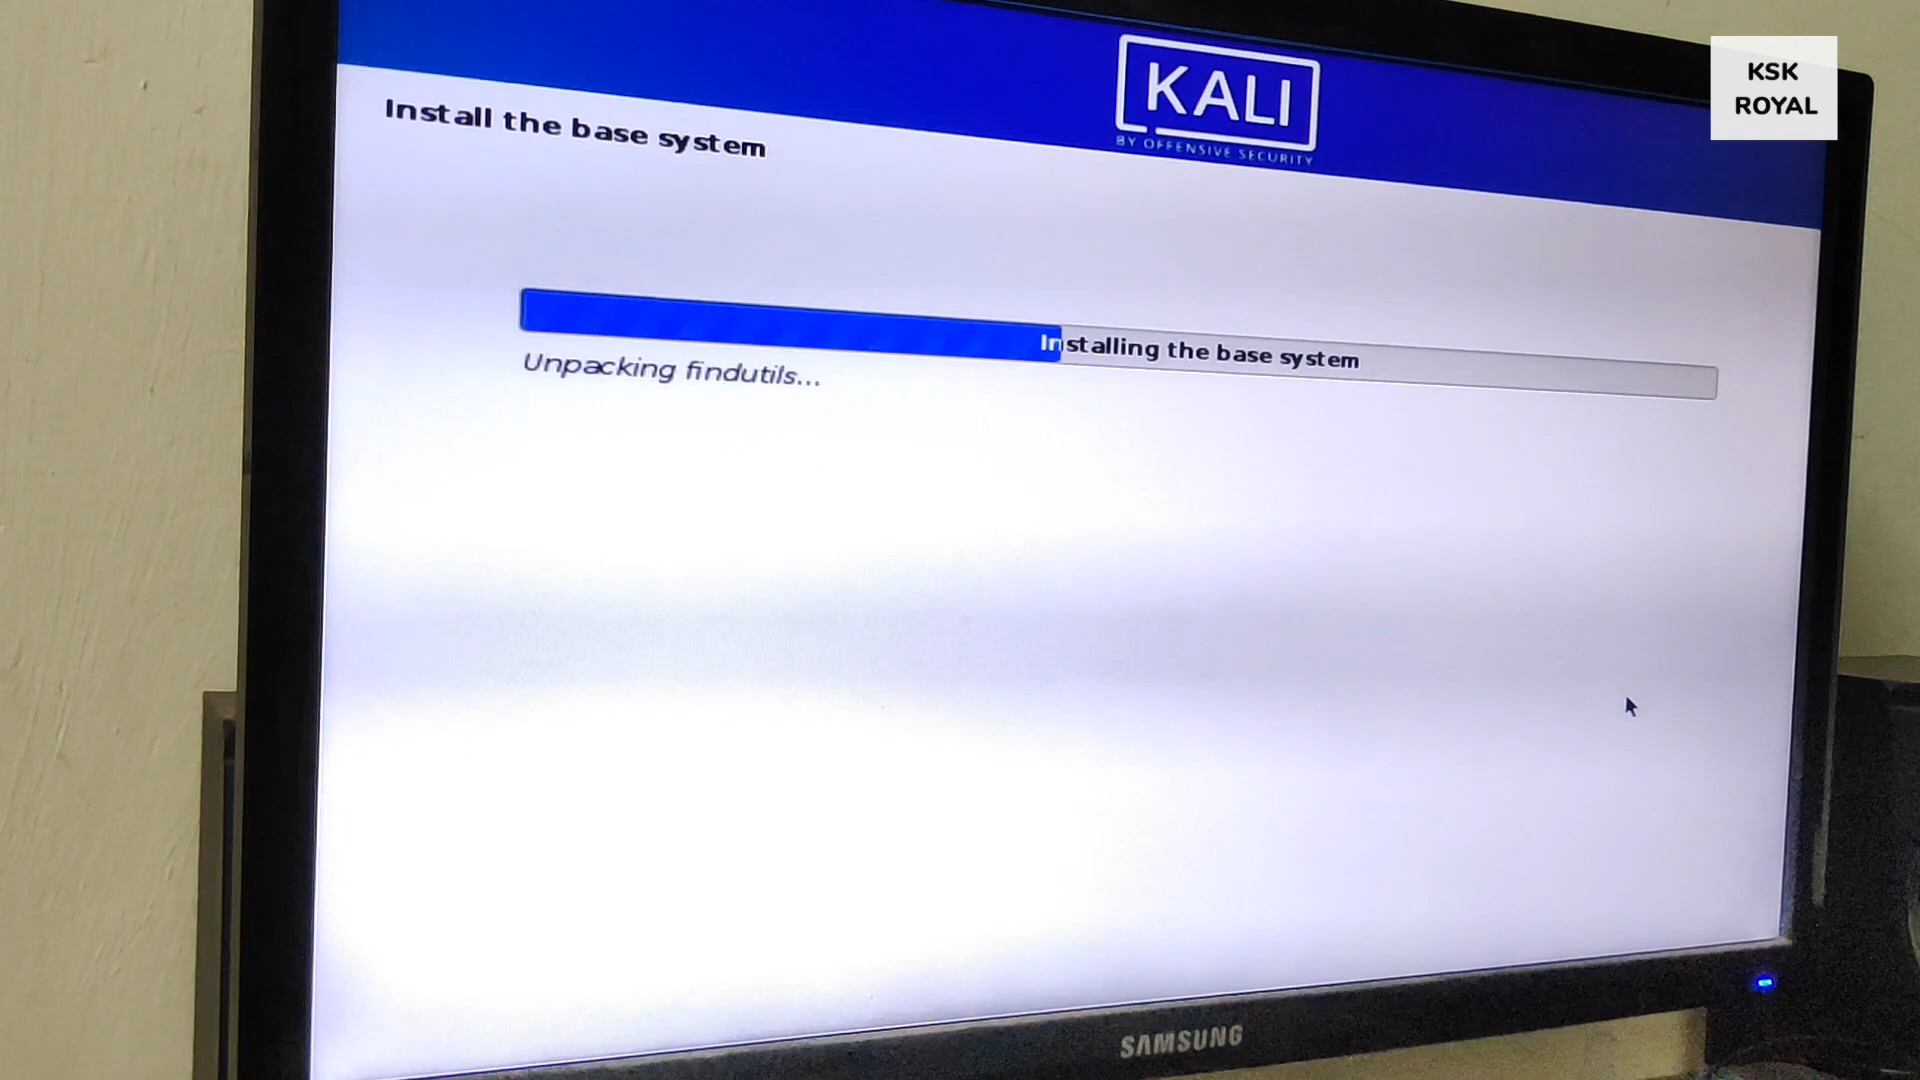 KALI
BY OFFENSIVE SECURITY
KSK
ROYAL
Install the base system
Installing the base system
Unpacking findutils...
SAMSUNG